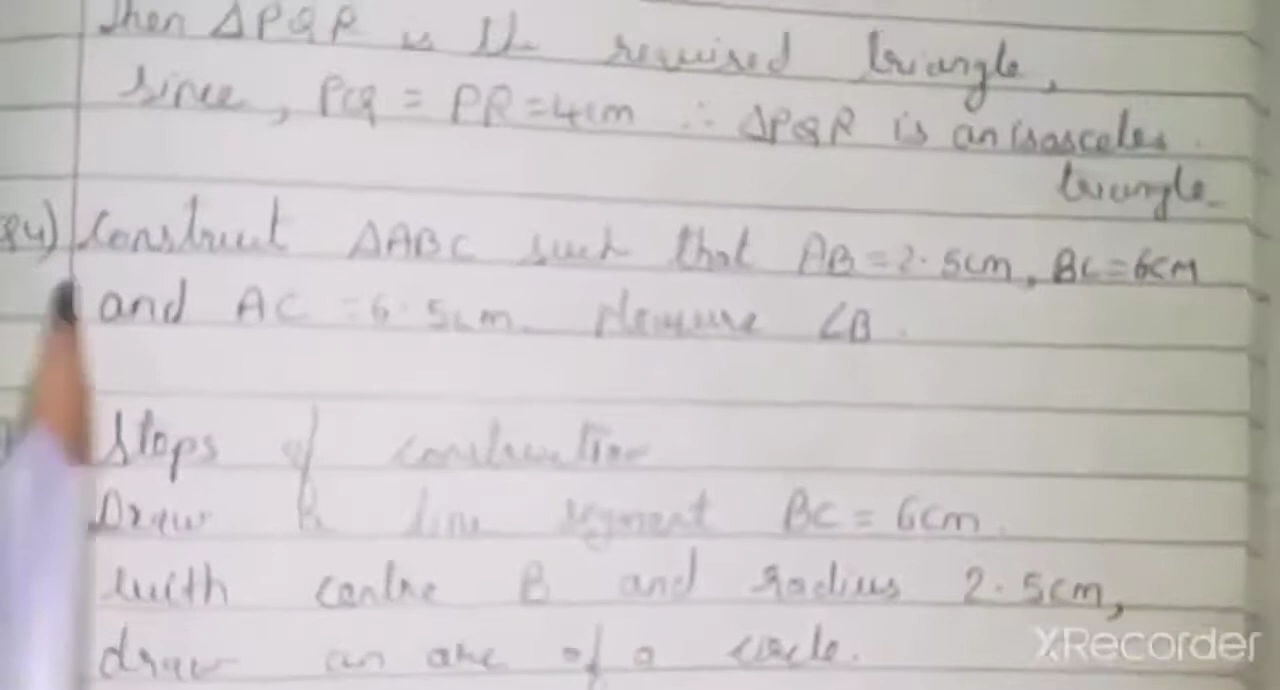 Then ΔPQR is the required triangle,
since, PQ = PR = 4cm ∴ ΔPQR is an isosceles
triangle.
Q4) Construct ΔABC such that AB = 2.5cm, BC = 6cm
and AC = 6.5cm. Measure ∠B.
Steps of construction
Draw a line segment BC = 6cm.
with centre B and radius 2.5cm,
draw an arc of a circle.
XRecorder